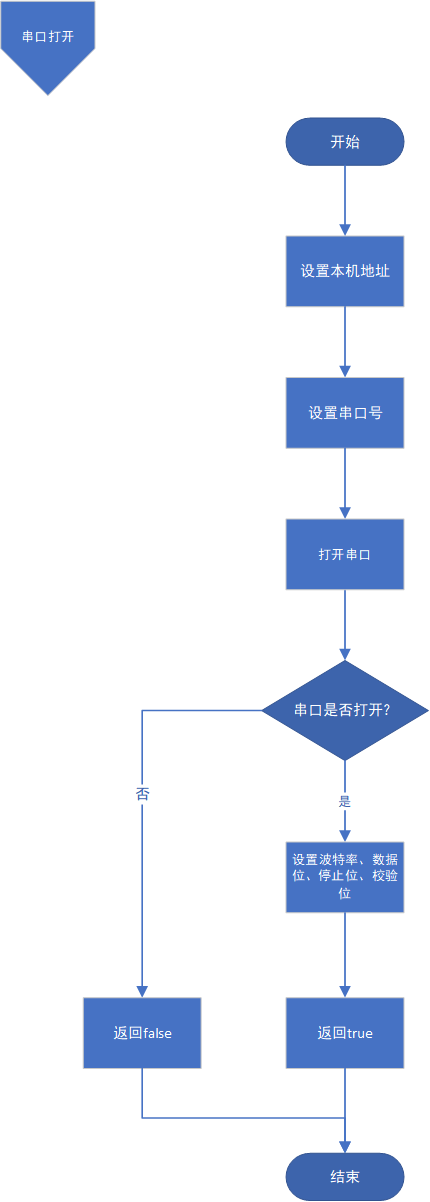 串口打开
开始
设置本机地址
设置串口号
打开串口
串口是否打开?
否
是
设置波特率、数据
位、停止位、校验
位
返回false
返回true
结束